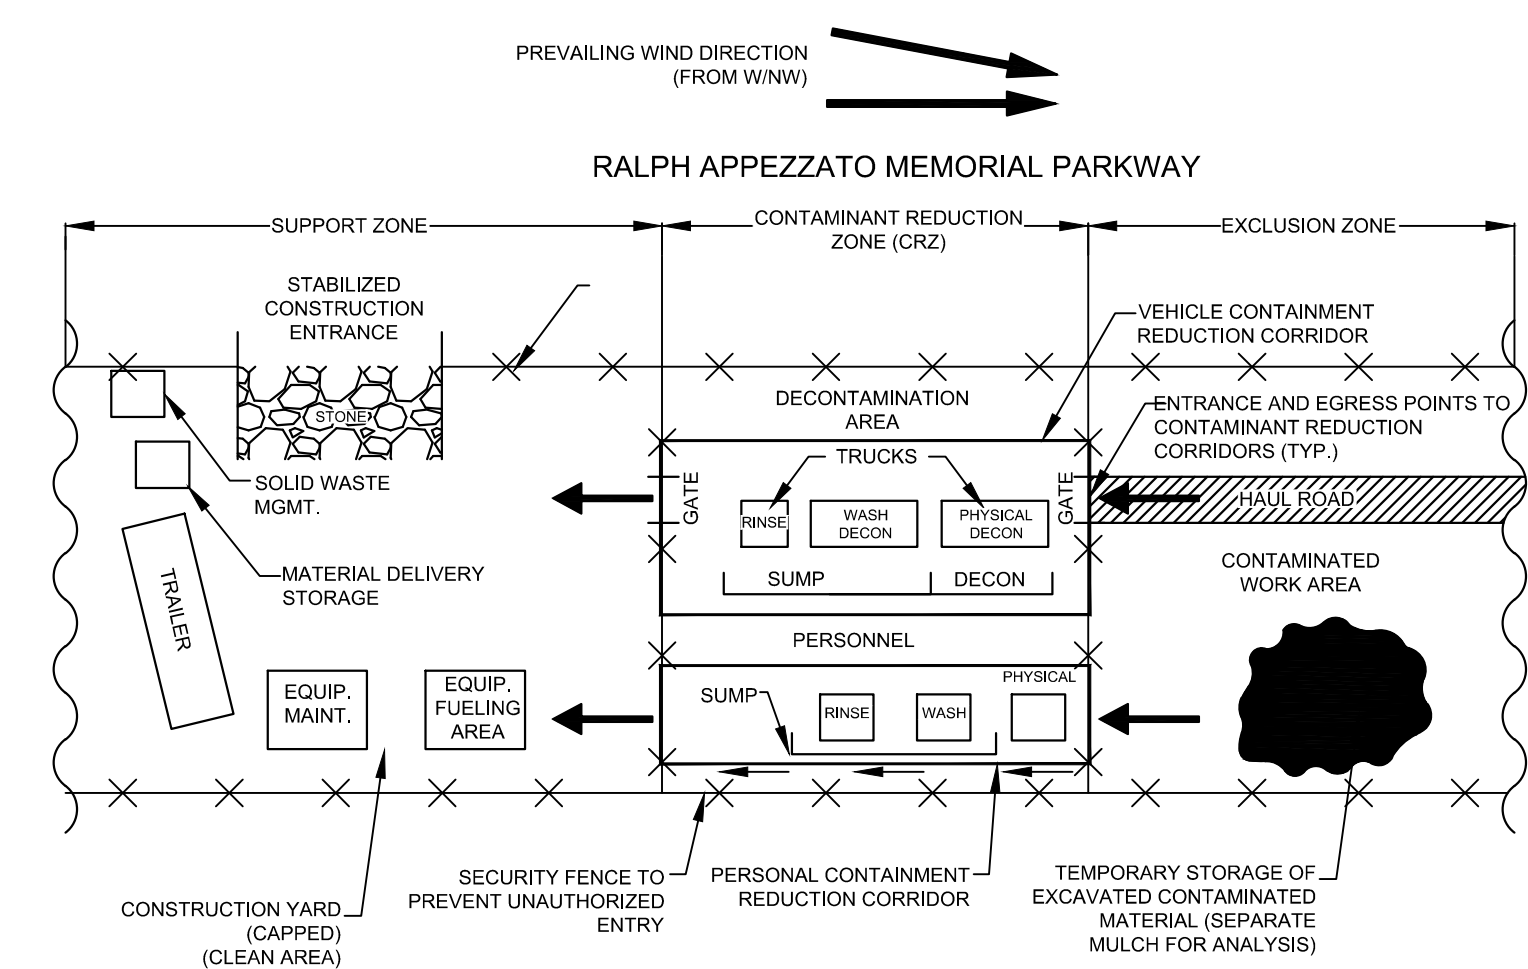 PREVAILING WIND DIRECTION
(FROM W/NW)
RALPH APPEZZATO MEMORIAL PARKWAY
SUPPORT ZONE
CONTAMINANT REDUCTION
ZONE (CRZ)
EXCLUSION ZONE
STABILIZED
CONSTRUCTION
ENTRANCE
VEHICLE CONTAINMENT
REDUCTION CORRIDOR
STONE
DECONTAMINATION
AREA
ENTRANCE AND EGRESS POINTS TO
CONTAMINANT REDUCTION
CORRIDORS (TYP.)
SOLID WASTE
MGMT.
TRUCKS
GATE
GATE
HAUL ROAD
RINSE
WASH
DECON
PHYSICAL
DECON
MATERIAL DELIVERY
STORAGE
SUMP
DECON
CONTAMINATED
WORK AREA
TRAILER
PERSONNEL
EQUIP.
MAINT.
EQUIP.
FUELING
AREA
SUMP
RINSE
WASH
PHYSICAL
CONSTRUCTION YARD
(CAPPED)
(CLEAN AREA)
SECURITY FENCE TO
PREVENT UNAUTHORIZED
ENTRY
PERSONAL CONTAINMENT
REDUCTION CORRIDOR
TEMPORARY STORAGE OF
EXCAVATED CONTAMINATED
MATERIAL (SEPARATE
MULCH FOR ANALYSIS)